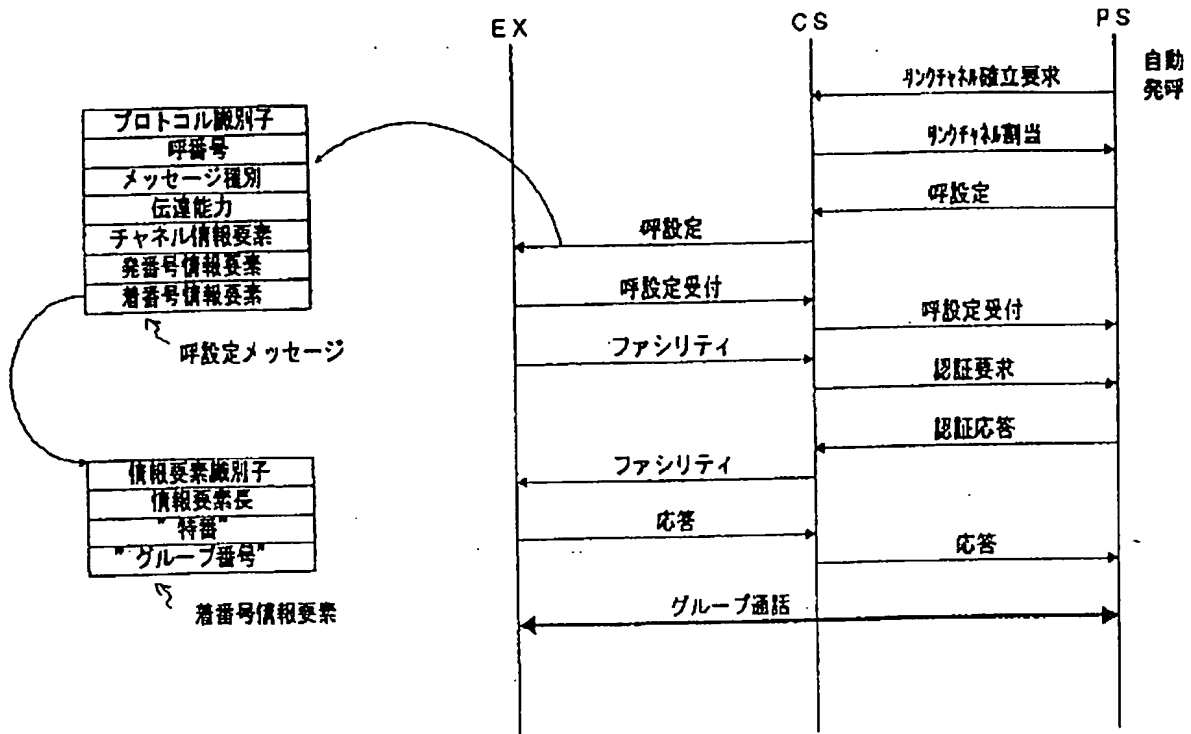 EX
CS
PS
自動
発呼
リンクチャネル確立要求
リンクチャネル割当
呼設定
呼設定
呼設定受付
呼設定受付
ファシリティ
認証要求
認証応答
ファシリティ
応答
応答
グループ通話
プロトコル識別子
呼番号
メッセージ種別
伝達能力
チャネル情報要素
発番号情報要素
着番号情報要素
呼設定メッセージ
情報要素識別子
情報要素長
"特番"
"グループ番号"
着番号情報要素